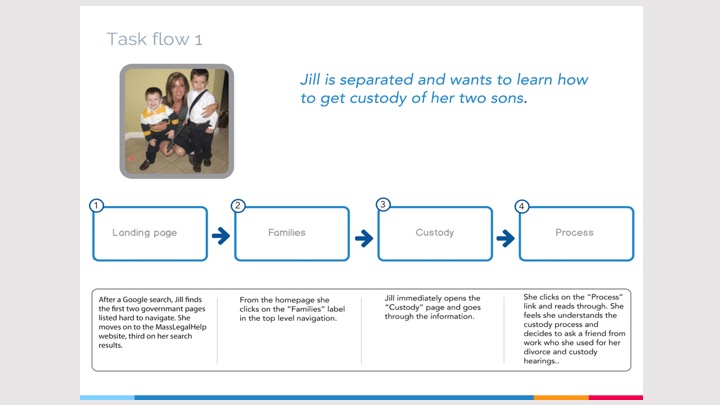 Task flow 1
Jill is separated and wants to learn how
to get custody of her two sons.
1
2
3
4
Landing page
Families
Custody
Process
After a Google search, Jill finds
the first two governmant pages
listed hard to navigate. She
moves on to the MassLegalHelp
website, third on her search
results.
From the homepage she
clicks on the "Families" label
in the top level navigation.
Jill immediately opens the
"Custody" page and goes
through the information.
She clicks on the "Process"
link and reads through. She
feels she understands the
custody process and
decides to ask a friend from
work who she used for her
divorce and custody
hearings..